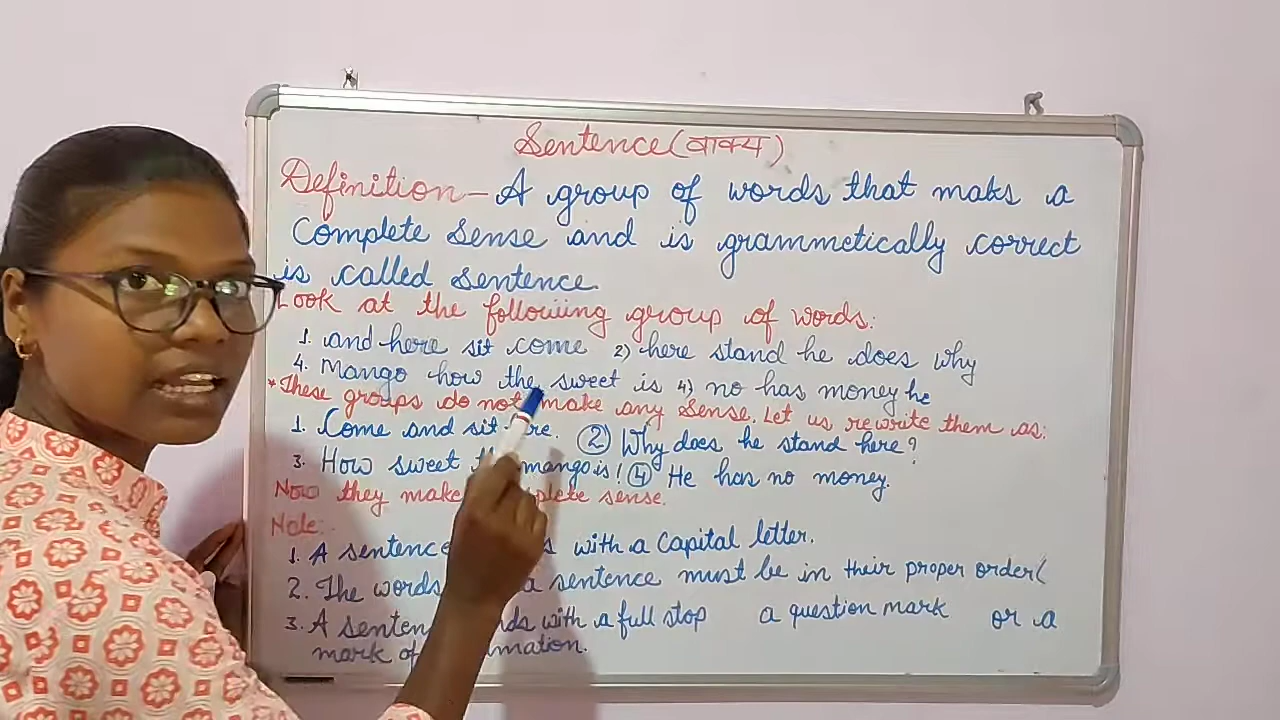 Sentence (वाक्य)
Definition - A group of words that maks a
Complete Sense and is grammetically correct
is called sentence.
Look at the following group of words:
1. and here sit come 2) here stand he does why
4. Mango how the sweet is 4) no has money he
*These groups do not make any Sense. Let us rewrite them as:
1. Come and sit . ② Why does he stand here?
3. How sweet mango is! ④ He has no money.
Now they make sense.
Note:-
1. A sentence with a Capital letter.
2. The words a sentence must be in their proper order(
3. A with a full stop a question mark or a
mark of